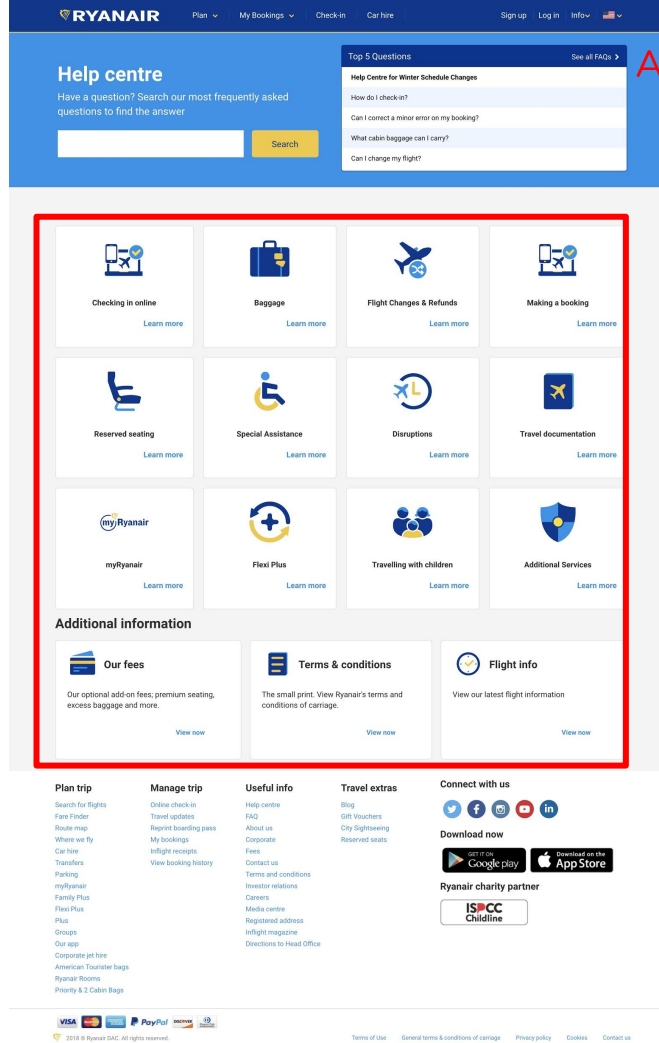 RYANAIR
Plan My Bookings Check-in Car hire Sign up Log in Info
A
Help centre
Have a question? Search our most frequently asked
questions to find the answer
Search
Top 5 Questions See all FAQs
Help Centre for Winter Schedule Changes
How do I check-in?
Can I correct a minor error on my booking?
What cabin baggage can I carry?
Can I change my flight?
Checking in online Baggage Flight Changes & Refunds Making a booking
Learn more Learn more Learn more Learn more
Reserved seating Special Assistance Disruptions Travel documentation
Learn more Learn more Learn more Learn more
my Ryanair
myRyanair Flexi Plus Travelling with children Additional Services
Learn more Learn more Learn more Learn more
Additional information
Our fees
Our optional add-on fees; premium seating,
excess baggage and more.
View now
Terms & conditions
The small print. View Ryanair's terms and
conditions of carriage.
View now
Flight info
View our latest flight information
View now
Plan trip
Search for flights
Fare Finder
Route map
Where we fly
Car hire
Transfers
Parking
myRyanair
Family Plus
Flexi Plus
Plus
Groups
Our app
Corporate jet hire
American Tourister bags
Ryanair Rooms
Priority & 2 Cabin Bags
Manage trip
Online check-in
Travel updates
Reprint boarding pass
My bookings
Inflight receipts
View booking history
Useful info
Help centre
FAQ
About us
Corporate
Fees
Contact us
Terms and conditions
Investor relations
Careers
Media centre
Registered address
Inflight magazine
Directions to Head Office
Travel extras
Blog
Gift Vouchers
City Sightseeing
Reserved seats
Connect with us
Download now
GET IT ON
Google play
Download on the
App Store
Ryanair charity partner
ISPCC
Childline
VISA PayPal DISCOVER
2018 © Ryanair DAC. All rights reserved.
Terms of Use General terms & conditions of carriage Privacy policy Cookies Contact us